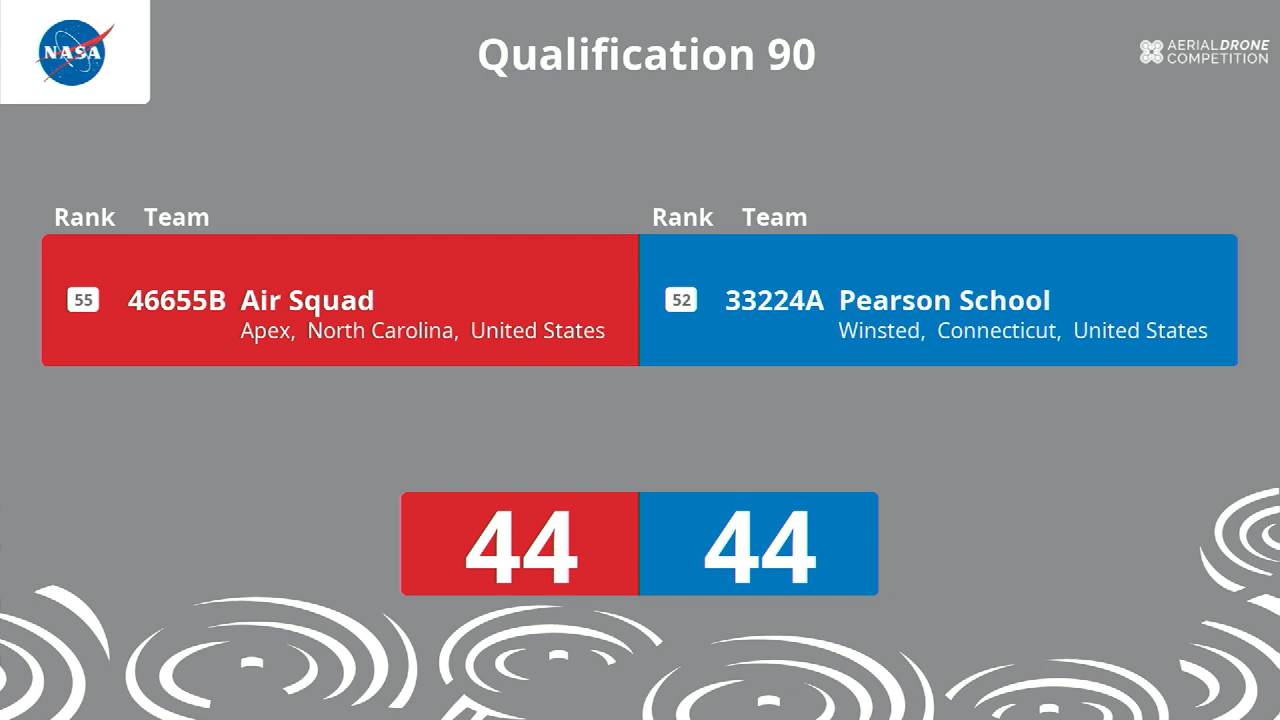 NASA
Qualification 90
AERIALDRONE
COMPETITION
Rank Team
55 46655B Air Squad
Apex, North Carolina, United States
Rank Team
52 33224A Pearson School
Winsted, Connecticut, United States
44 44